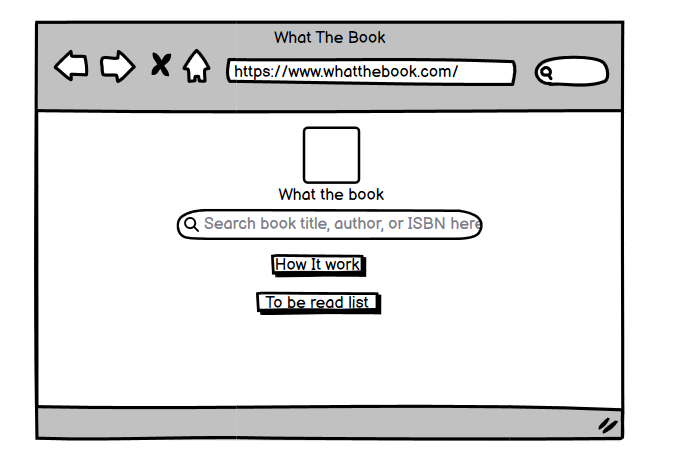 What The Book
https://www.whatthebook.com/
What the book
Search book title, author, or ISBN here
How It work
To be read list